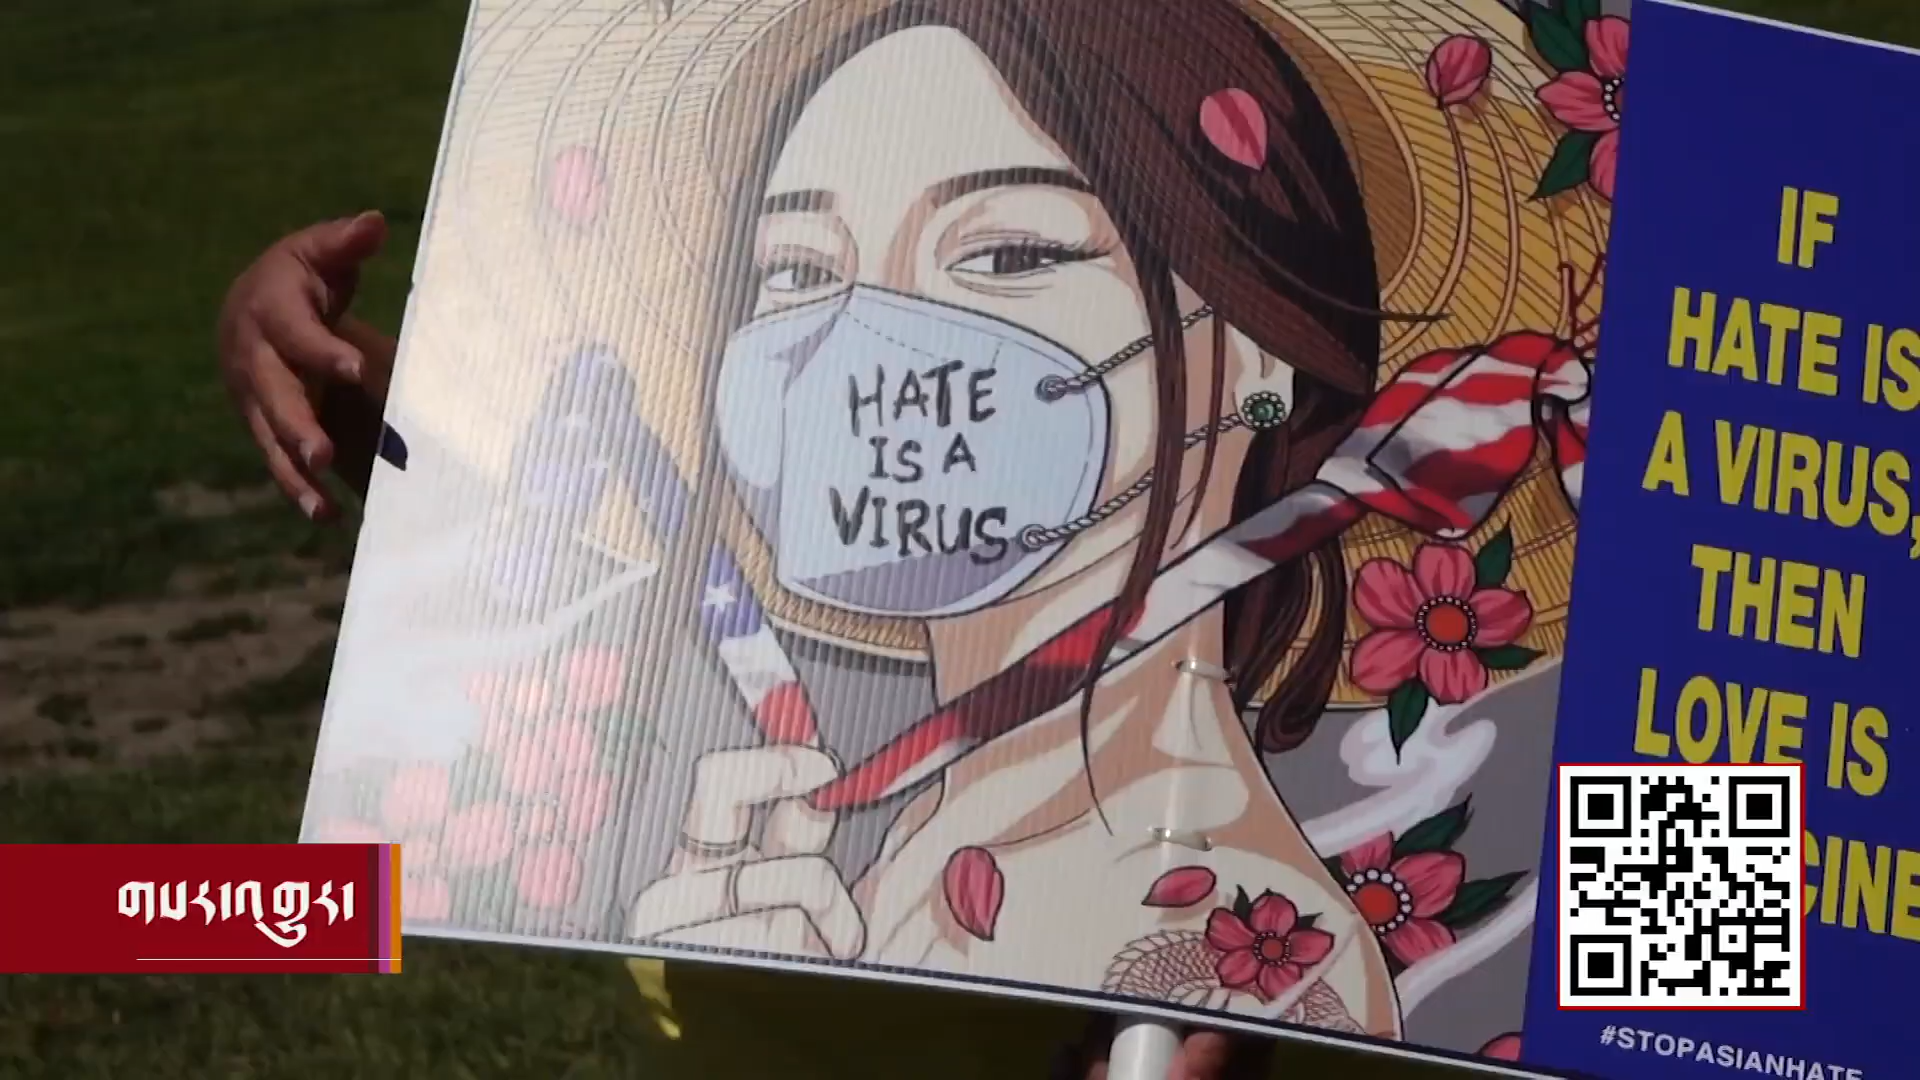 HATE
IS A
VIRUS
IF
HATE IS
A VIRUS,
THEN
LOVE IS
CINE
#STOPASIANHATE